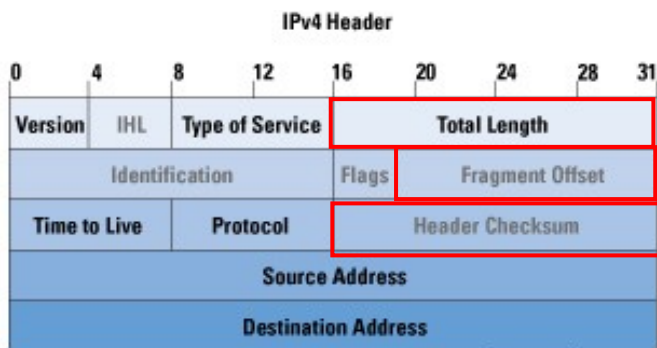 IPv4 Header
0 4 8 12 16 20 24 28 31
Version IHL Type of Service Total Length
Identification Flags Fragment Offset
Time to Live Protocol Header Checksum
Source Address
Destination Address